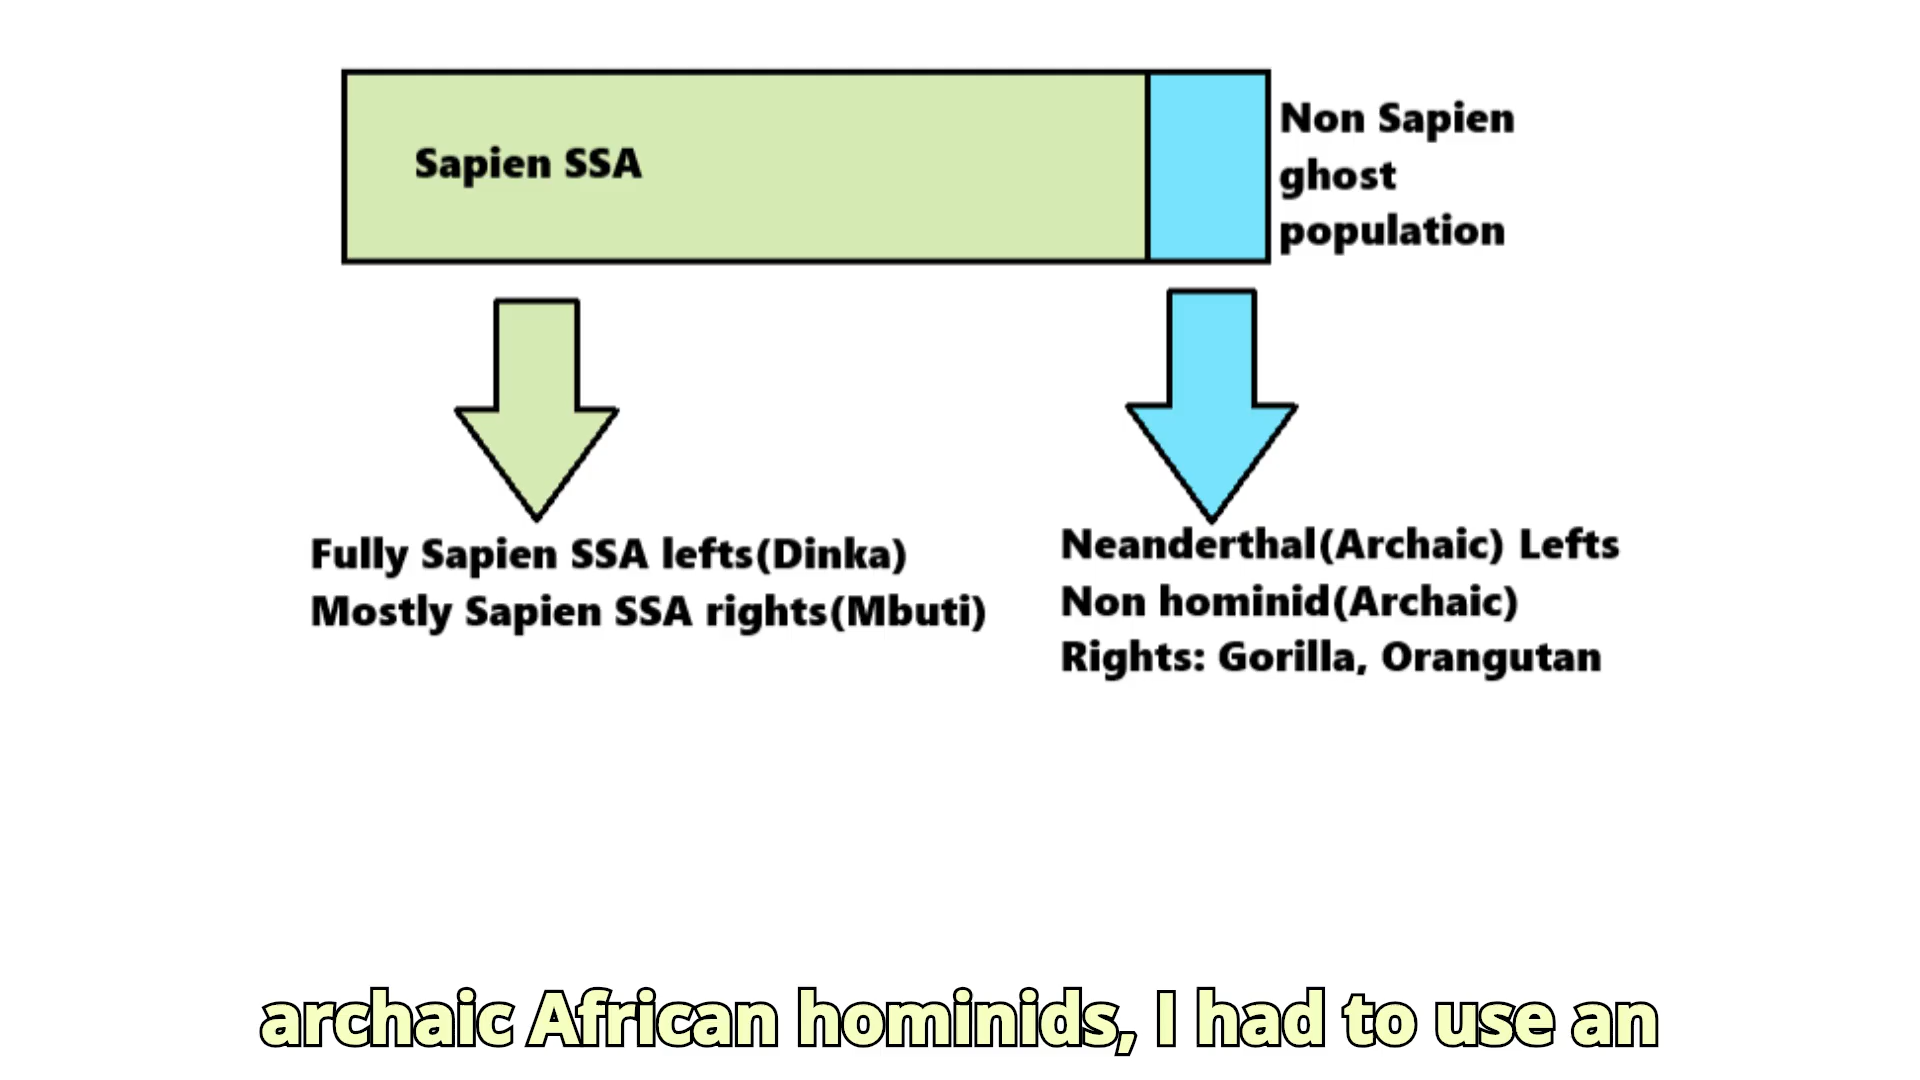 Sapien SSA
Non Sapien
ghost
population
Fully Sapien SSA lefts(Dinka)
Mostly Sapien SSA rights(Mbuti)
Neanderthal(Archaic) Lefts
Non hominid(Archaic)
Rights: Gorilla, Orangutan
archaic African hominids, I had to use an